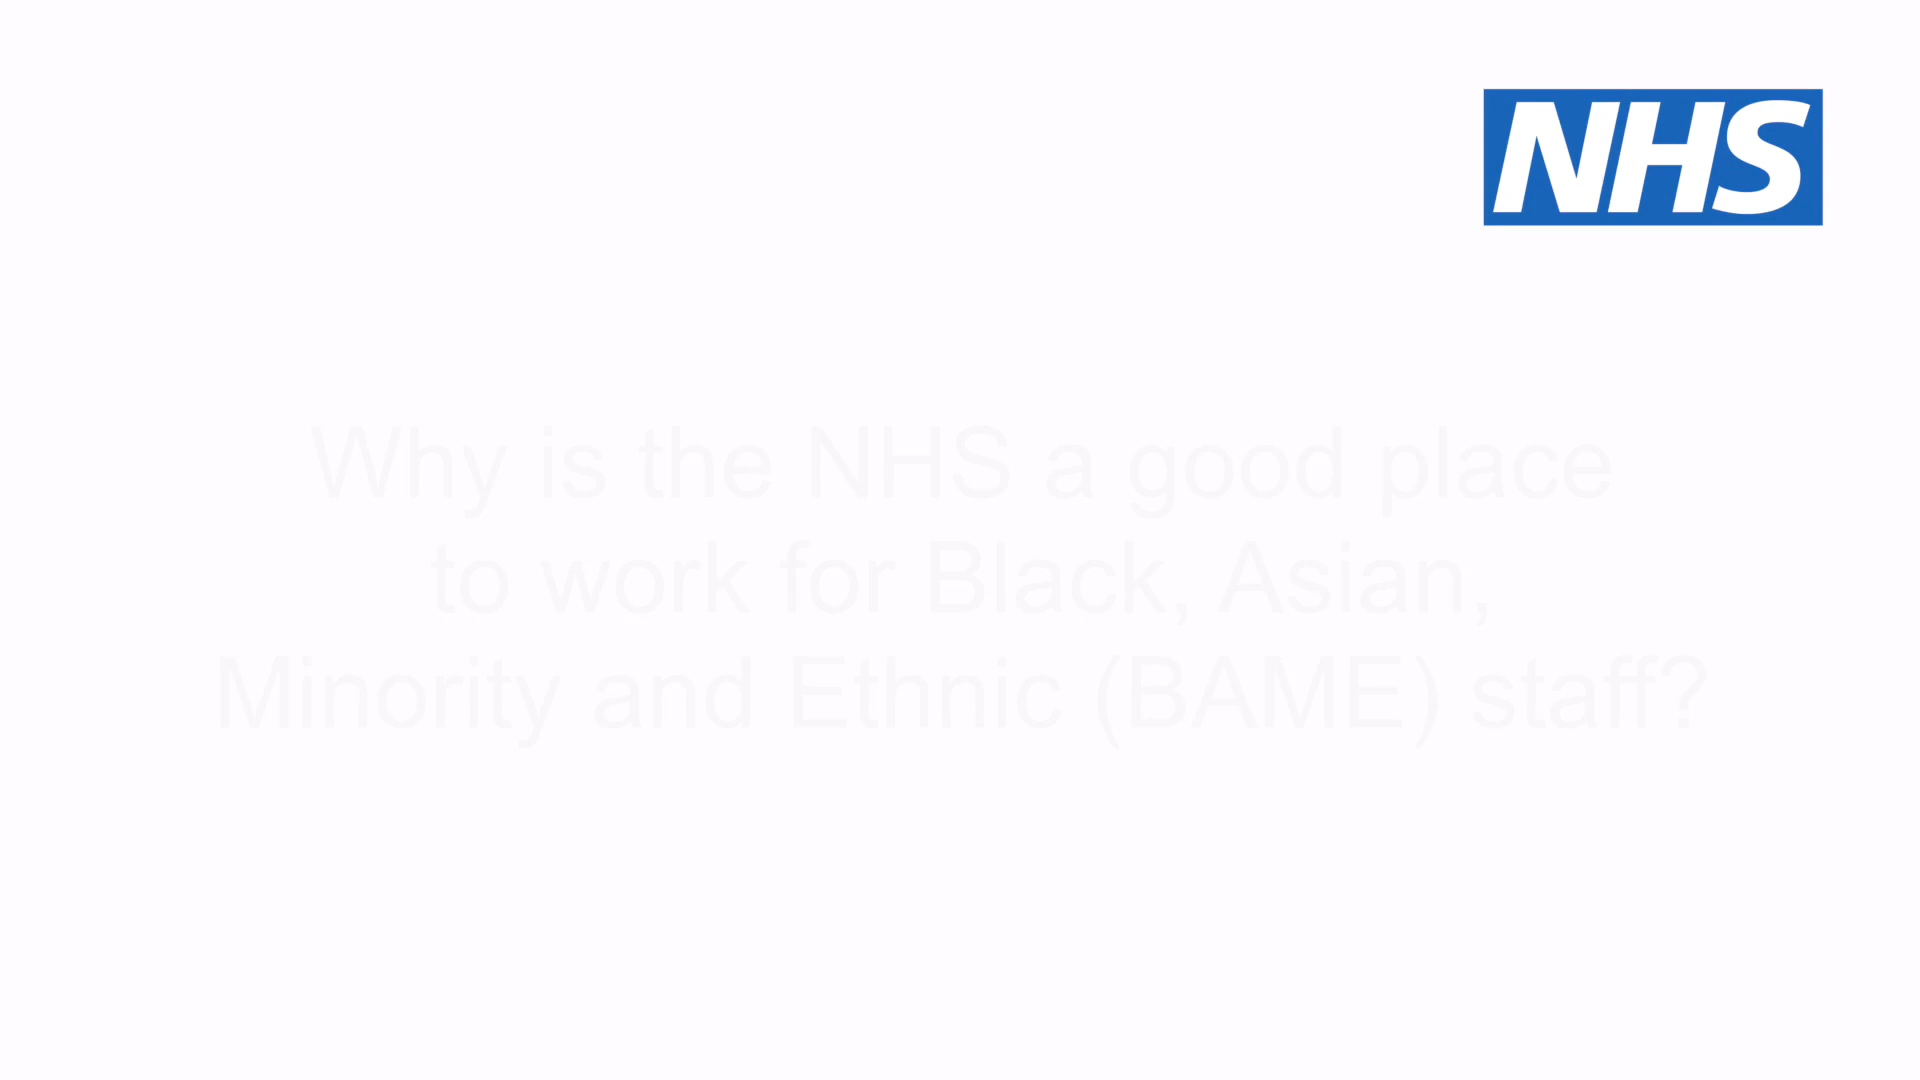 NHS
Why is the NHS a good place
to work for Black, Asian,
Minority and Ethnic (BAME) staff?